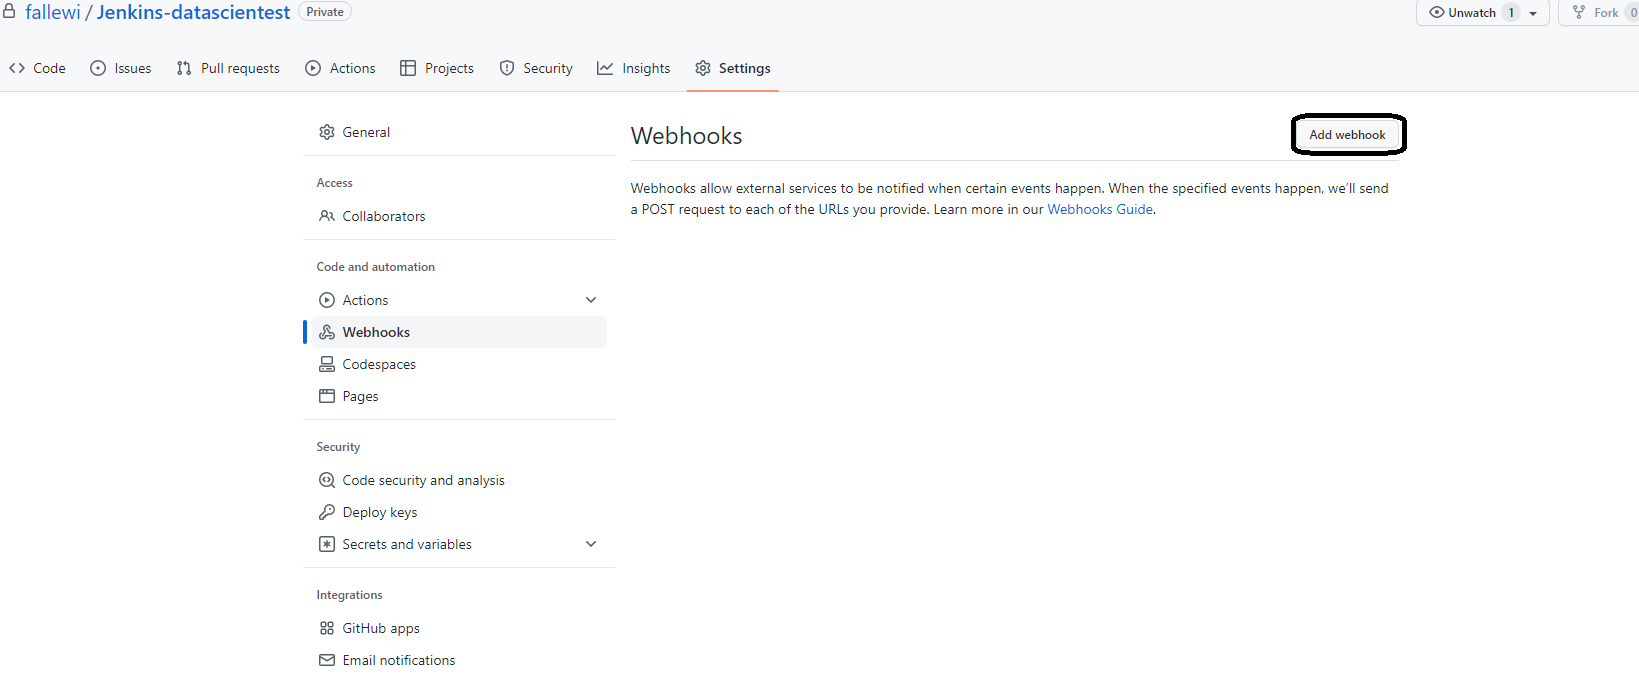 fallewi / Jenkins-datascientest Private
Unwatch 1 Fork 0
Code Issues Pull requests Actions Projects Security Insights Settings
General
Access
Collaborators
Code and automation
Actions
Webhooks
Codespaces
Pages
Security
Code security and analysis
Deploy keys
Secrets and variables
Integrations
GitHub apps
Email notifications
Webhooks
Add webhook
Webhooks allow external services to be notified when certain events happen. When the specified events happen, we'll send
a POST request to each of the URLs you provide. Learn more in our Webhooks Guide.